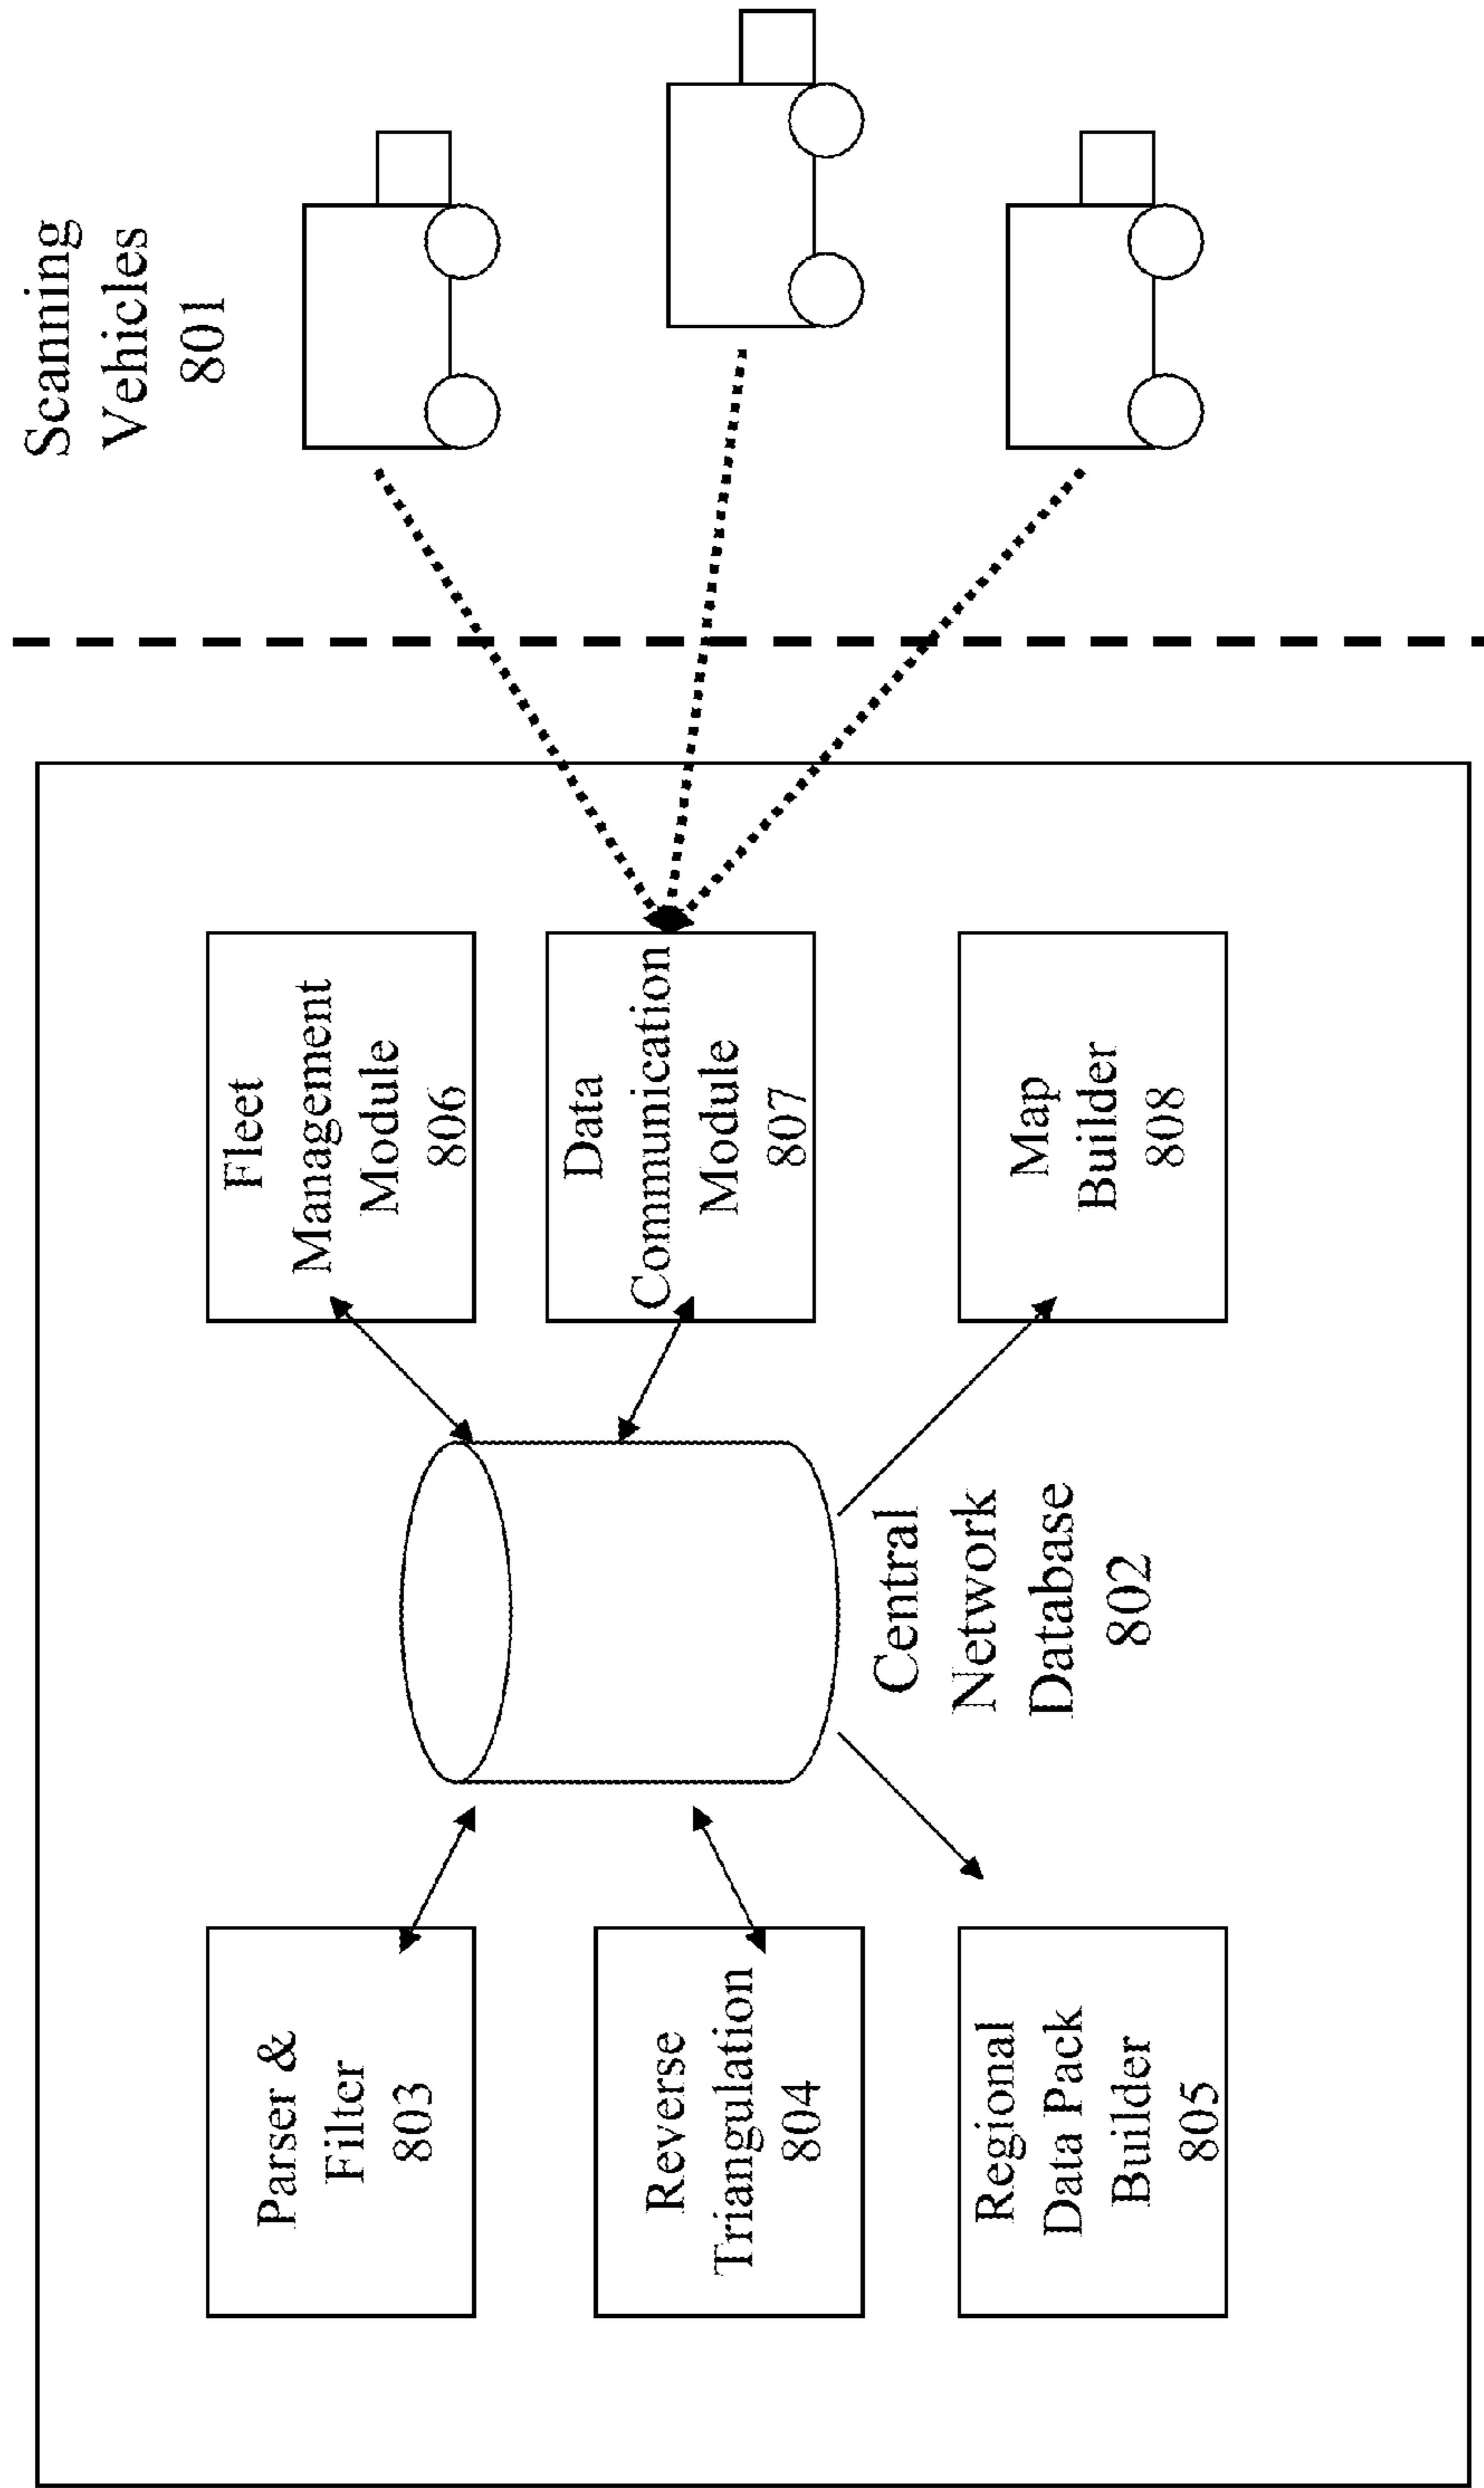 Scanning
Vehicles
801
Parser &
Filter
803
Reverse
Triangulation
804
Regional
Data Pack
Builder
805
Central
Network
Database
802
Fleet
Management
Module
806
Data
Communication
Module
807
Map
Builder
808